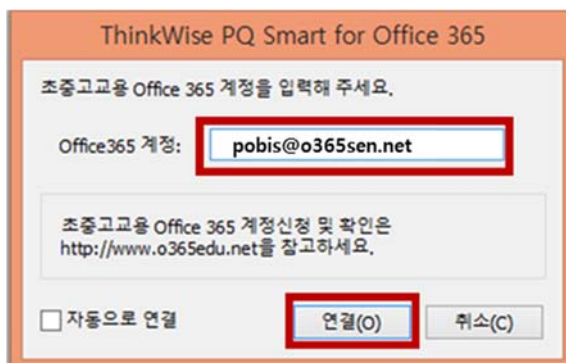 ThinkWise PQ Smart for Office 365
초중고교용 Office 365 계정을 입력해 주세요.
Office365 계정: pobis@o365sen.net
초중고교용 Office 365 계정신청 및 확인은
http://www.o365edu.net을 참고하세요.
자동으로 연결 연결(O) 취소(C)